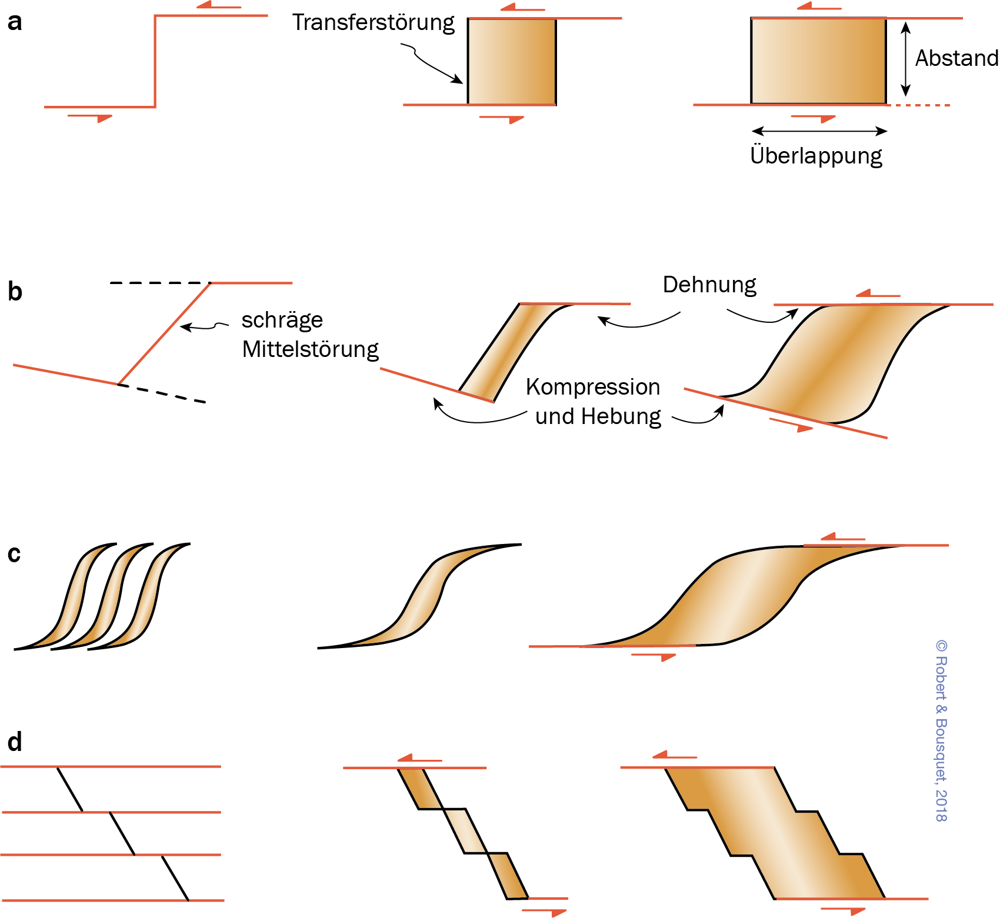 a
Transferstörung
Abstand
Überlappung
b
schräge
Mittelstörung
Dehnung
Kompression
und Hebung
c
d
© Robert & Bousquet, 2018